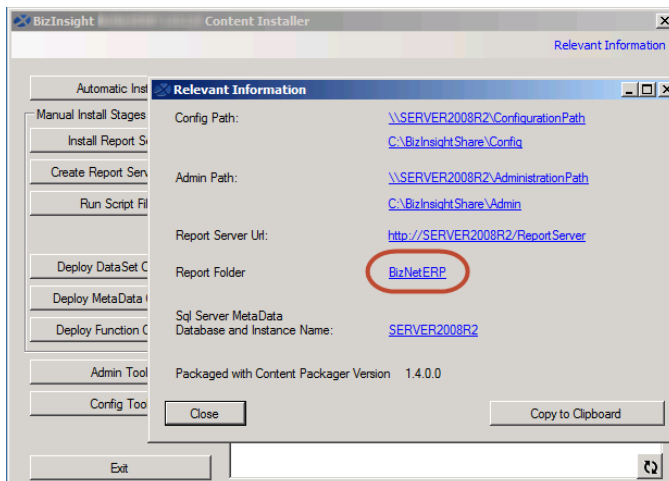 BizInsight Content Installer
Relevant Information
Automatic Inst
Manual Install Stages
Install Report S
Create Report Serv
Run Script Fil
Deploy DataSet C
Deploy MetaData
Deploy Function C
Admin Tool
Config Too
Exit
Relevant Information
Config Path: \\SERVER2008R2\ConfigurationPath
C:\BizInsightShare\Config
Admin Path: \\SERVER2008R2\AdministrationPath
C:\BizInsightShare\Admin
Report Server Url: http://SERVER2008R2/ReportServer
Report Folder BizNetERP
Sql Server MetaData
Database and Instance Name: SERVER2008R2
Packaged with Content Packager Version 1.4.0.0
Close Copy to Clipboard